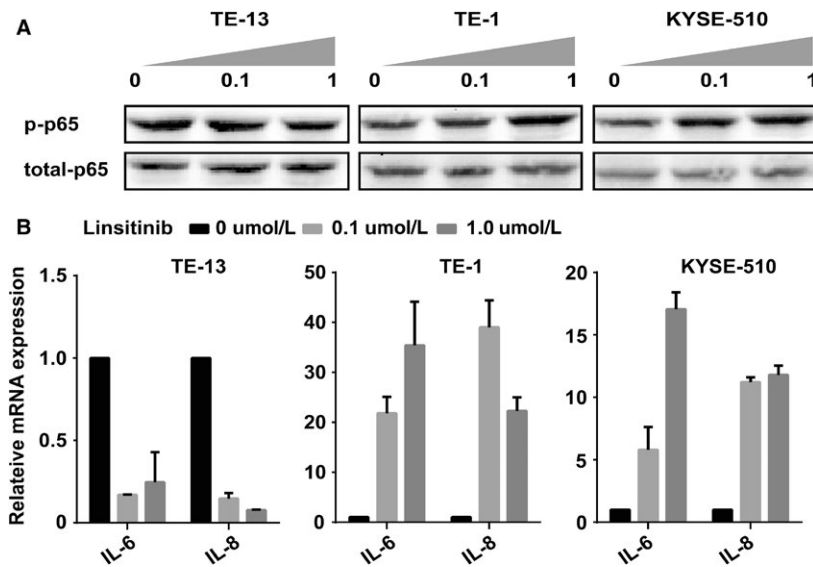 A
TE-13 TE-1 KYSE-510
0 0.1 1 0 0.1 1 0 0.1 1
p-p65
total-p65
B
Linsitinib 0 umol/L 0.1 umol/L 1.0 umol/L
TE-13 TE-1 KYSE-510
Relateive mRNA expression
1.5
1.0
0.5
0
IL-6 IL-8
50
40
30
20
10
0
IL-6 IL-8
20
15
10
5
0
IL-6 IL-8